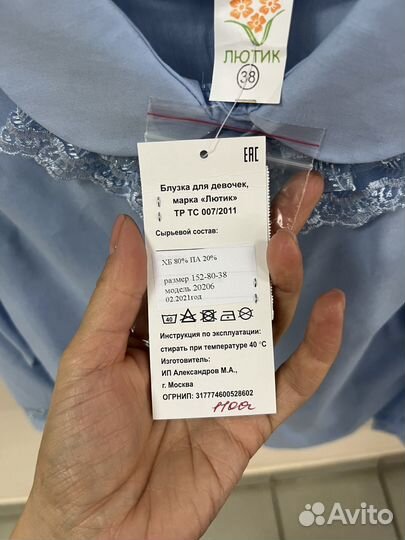 ЛЮТИК
38
EAC
Блузка для девочек,
марка «Лютик»
ТР ТС 007/2011
Сырьевой состав:
ХБ 80% ПА 20%
размер 152-80-38
модель 20206
02.2021год
40
Инструкция по эксплуатации:
стирать при температуре 40 °С
Изготовитель:
ИП Александров М.А.,
г. Москва
ОГРНИП: 317774600528602
1100
Avito